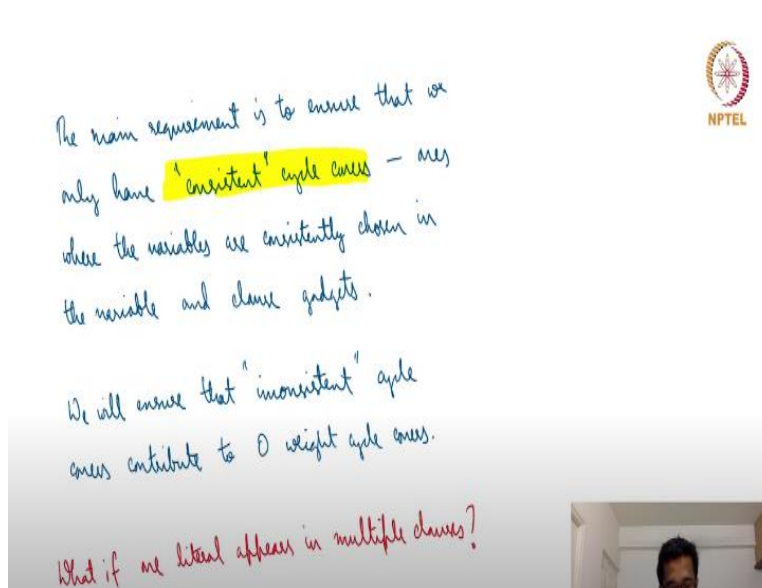 The main requirement is to ensure that we
only have "consistent" cycle covers – ones
where the variables are consistently chosen in
the variable and clause gadgets.
We will ensure that "inconsistent" cycle
covers contribute to 0 weight cycle covers.
What if one literal appears in multiple clauses?
NPTEL